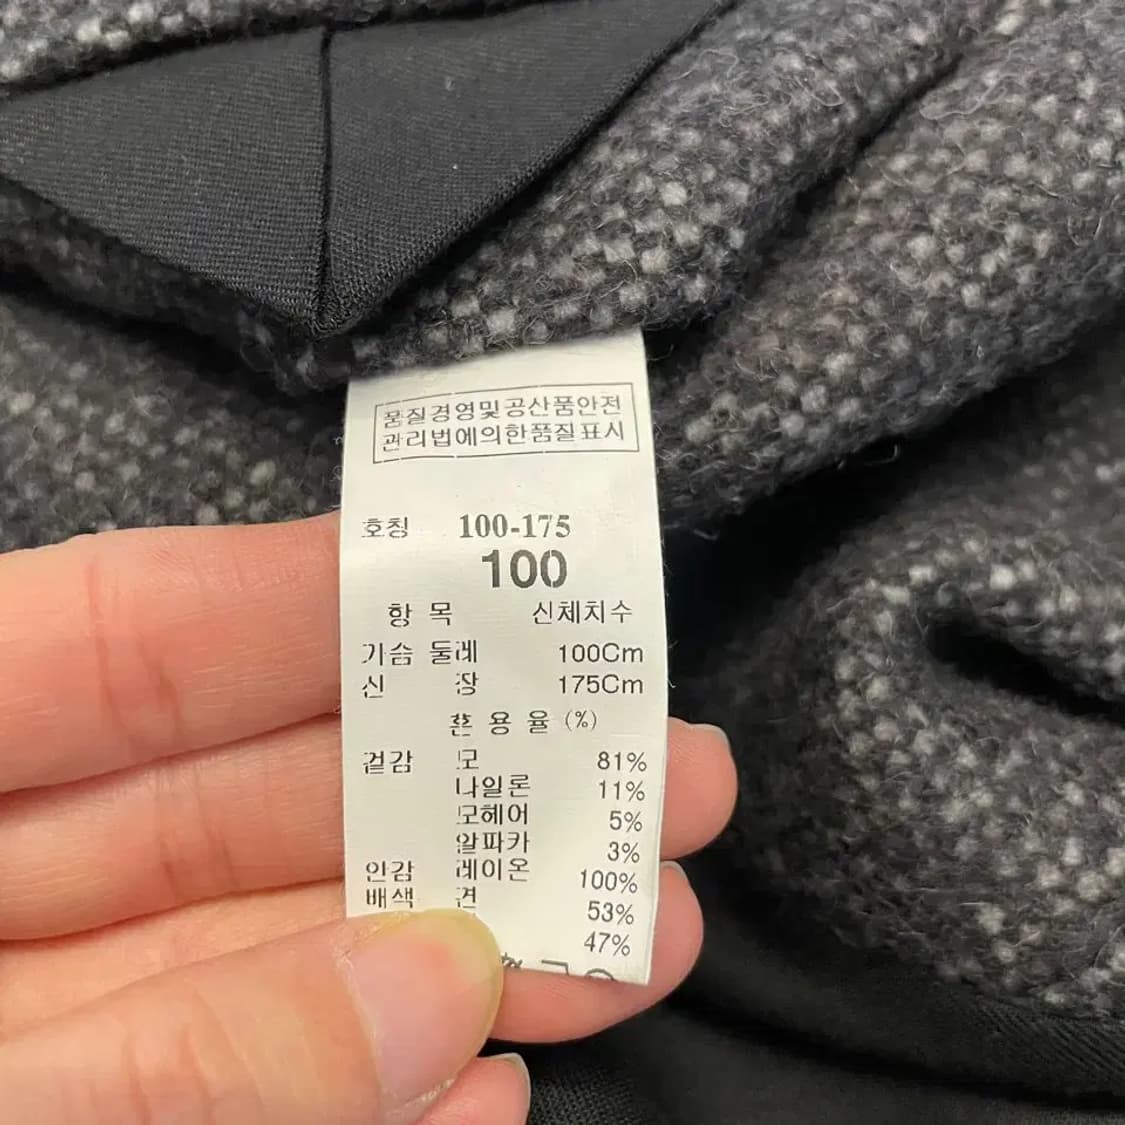 품질경영및공산품안전
관리법에의한품질표시
호칭 100-175
100
항 목 신체치수
가슴 둘레 100Cm
신 장 175Cm
혼 용 율 (%)
겉감 모 81%
나일론 11%
모헤어 5%
알파카 3%
안감 레이온 100%
배색 견 53%
47%